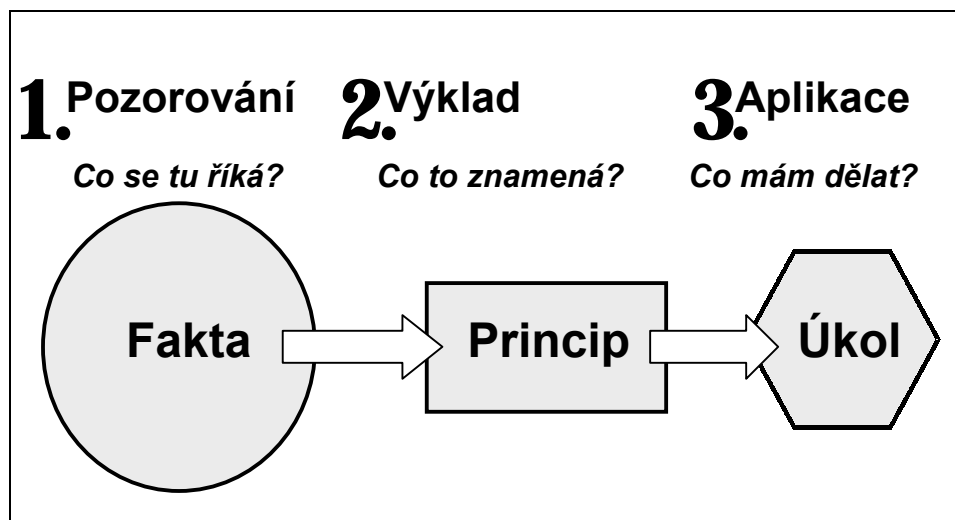 1. Pozorování
Co se tu říká?
2. Výklad
Co to znamená?
3. Aplikace
Co mám dělat?
Fakta
Princip
Úkol